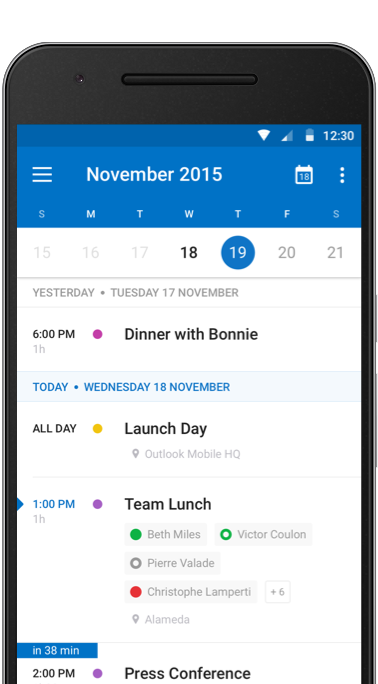 12:30
November 2015
18
S M T W T F S
15 16 17 18 19 20 21
YESTERDAY • TUESDAY 17 NOVEMBER
6:00 PM Dinner with Bonnie
1h
TODAY • WEDNESDAY 18 NOVEMBER
ALL DAY Launch Day
Outlook Mobile HQ
1:00 PM Team Lunch
1h
Beth Miles Victor Coulon
Pierre Valade
Christophe Lamperti + 6
Alameda
in 38 min
2:00 PM Press Conference